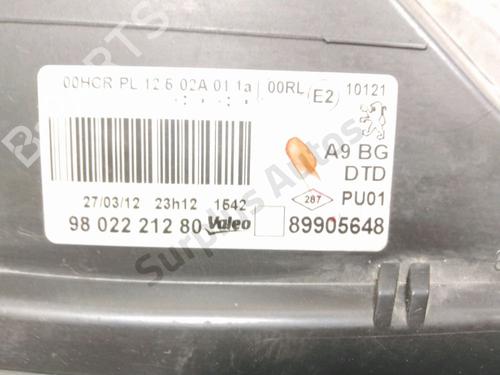 00HCR PL 12.5 02A 01 1a 00RL E2 10121
A9 BG
DTD
27/03/12 23h12 1542 287 PU01
98 022 212 80 Valeo 89905648
Surplus Autos